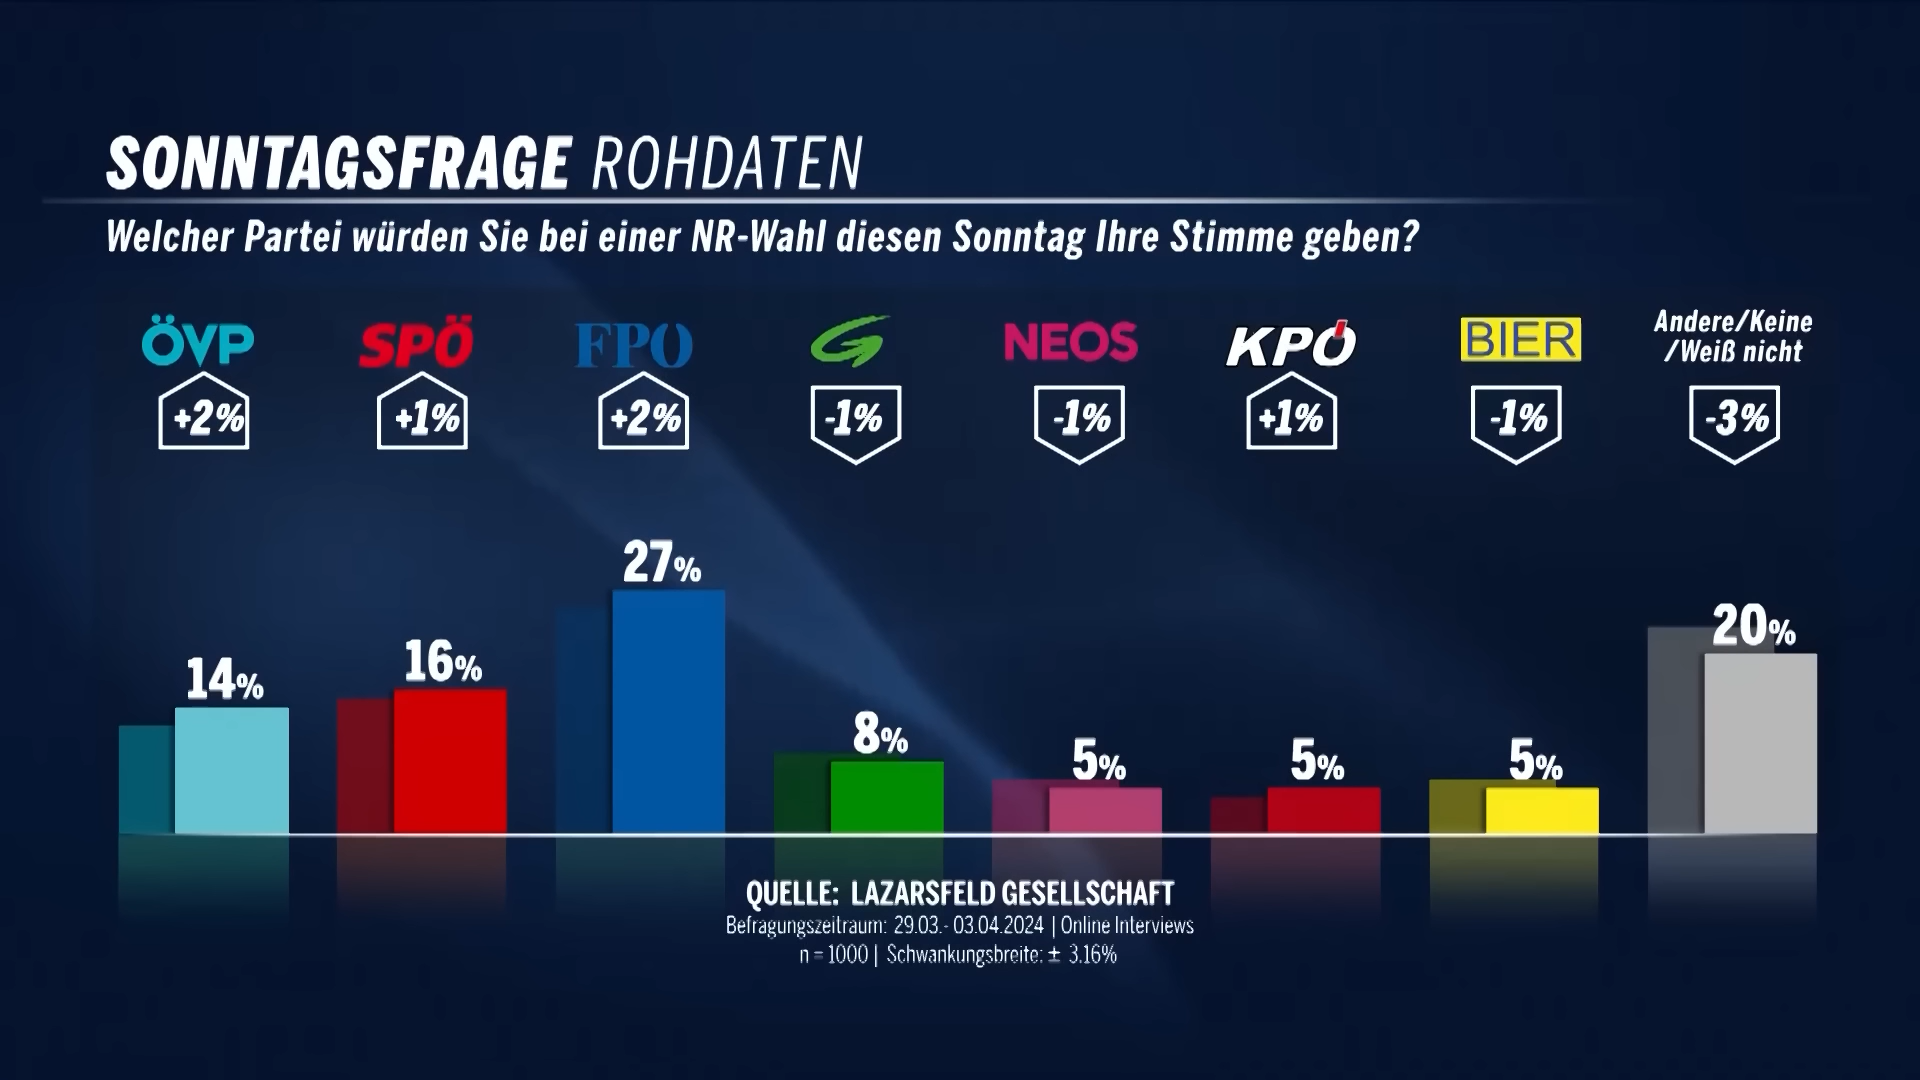 SONNTAGSFRAGE ROHDATEN
Welcher Partei würden Sie bei einer NR-Wahl diesen Sonntag Ihre Stimme geben?
ÖVP SPÖ FPÖ G NEOS KPÖ BIER Andere/Keine
/Weiß nicht
+2% +1% +2% -1% -1% +1% -1% -3%
14% 16% 27% 8% 5% 5% 5% 20%
QUELLE: LAZARSFELD GESELLSCHAFT
Befragungszeitraum: 29.03.- 03.04.2024 | Online Interviews
n = 1000 | Schwankungsbreite: ± 3.16%